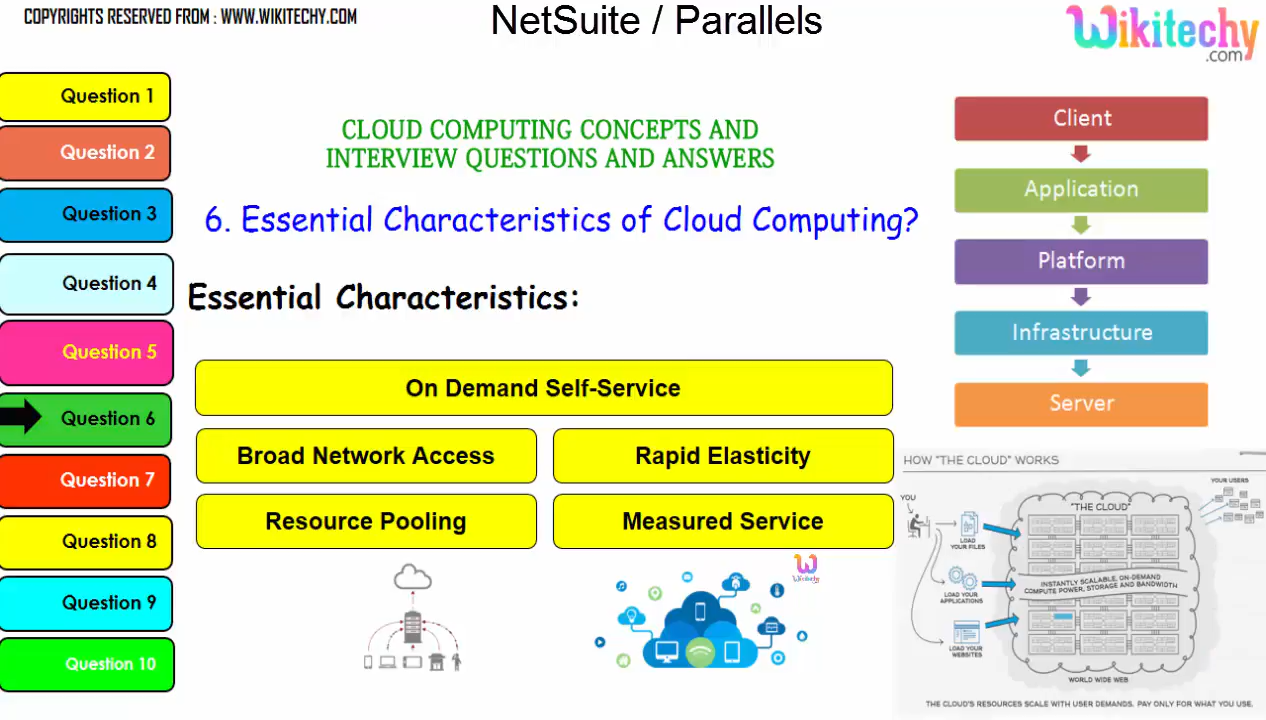 COPYRIGHTS RESERVED FROM : WWW.WIKITECHY.COM
NetSuite / Parallels
Wikitechy
.com
Question 1
Question 2
Question 3
Question 4
Question 5
Question 6
Question 7
Question 8
Question 9
Question 10
CLOUD COMPUTING CONCEPTS AND
INTERVIEW QUESTIONS AND ANSWERS
6. Essential Characteristics of Cloud Computing?
Essential Characteristics:
On Demand Self-Service
Broad Network Access
Rapid Elasticity
Resource Pooling
Measured Service
Wikitechy
Client
Application
Platform
Infrastructure
Server
HOW "THE CLOUD" WORKS
YOUR USERS
YOU
"THE CLOUD"
LOAD
YOUR FILES
INSTANTLY SCALABLE, ON-DEMAND
COMPUTE POWER, STORAGE AND BANDWIDTH
LOAD YOUR
APPLICATIONS
LOAD YOUR
WEBSITES
WORLD WIDE WEB
THE CLOUD'S RESOURCES SCALE WITH USER DEMANDS. PAY ONLY FOR WHAT YOU USE.